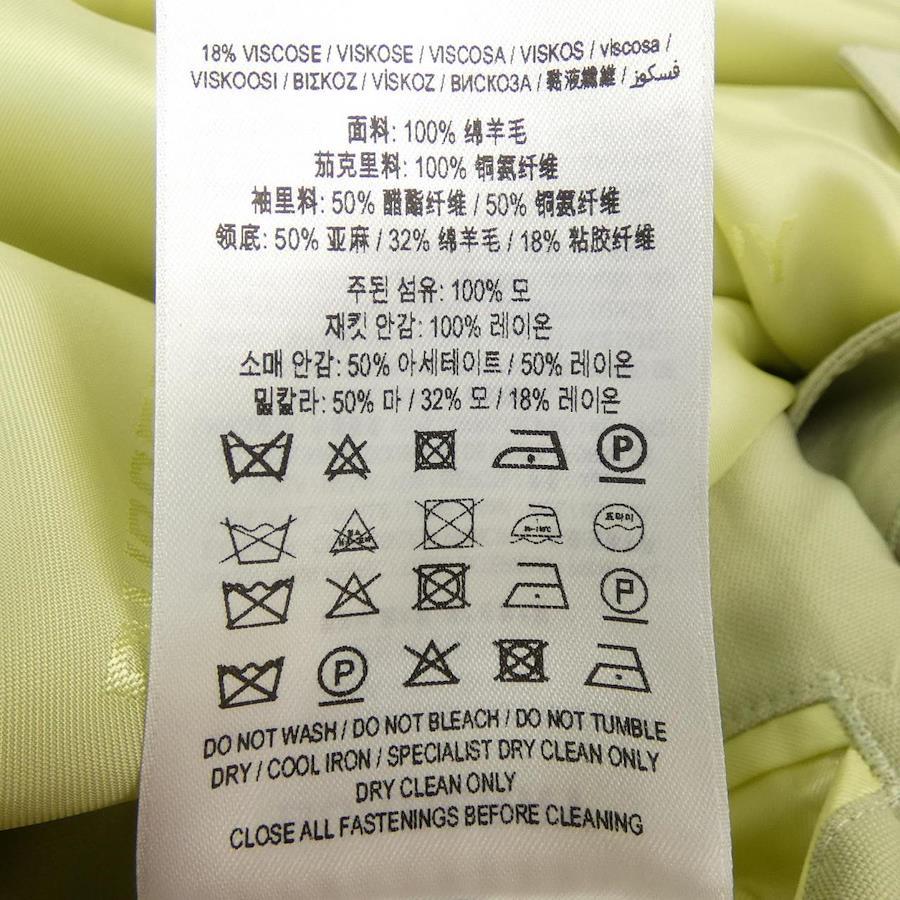 18% VISCOSE / VISKOSE / VISCOSA / VISKOS / viscosa /
VISKOOSI / ΒΙΣΚΟΖ / VİSKOZ / ВИСКОЗА / 黏液纖維 / فسكوز
面料: 100% 绵羊毛
茄克里料: 100% 铜氨纤维
袖里料: 50% 醋酯纤维 / 50% 铜氨纤维
领底: 50% 亚麻 / 32% 绵羊毛 / 18% 粘胶纤维
주된 섬유: 100% 모
재킷 안감: 100% 레이온
소매 안감: 50% 아세테이트 / 50% 레이온
밑칼라: 50% 마 / 32% 모 / 18% 레이온
P
드라이
P
P
DO NOT WASH / DO NOT BLEACH / DO NOT TUMBLE
DRY / COOL IRON / SPECIALIST DRY CLEAN ONLY
DRY CLEAN ONLY
CLOSE ALL FASTENINGS BEFORE CLEANING